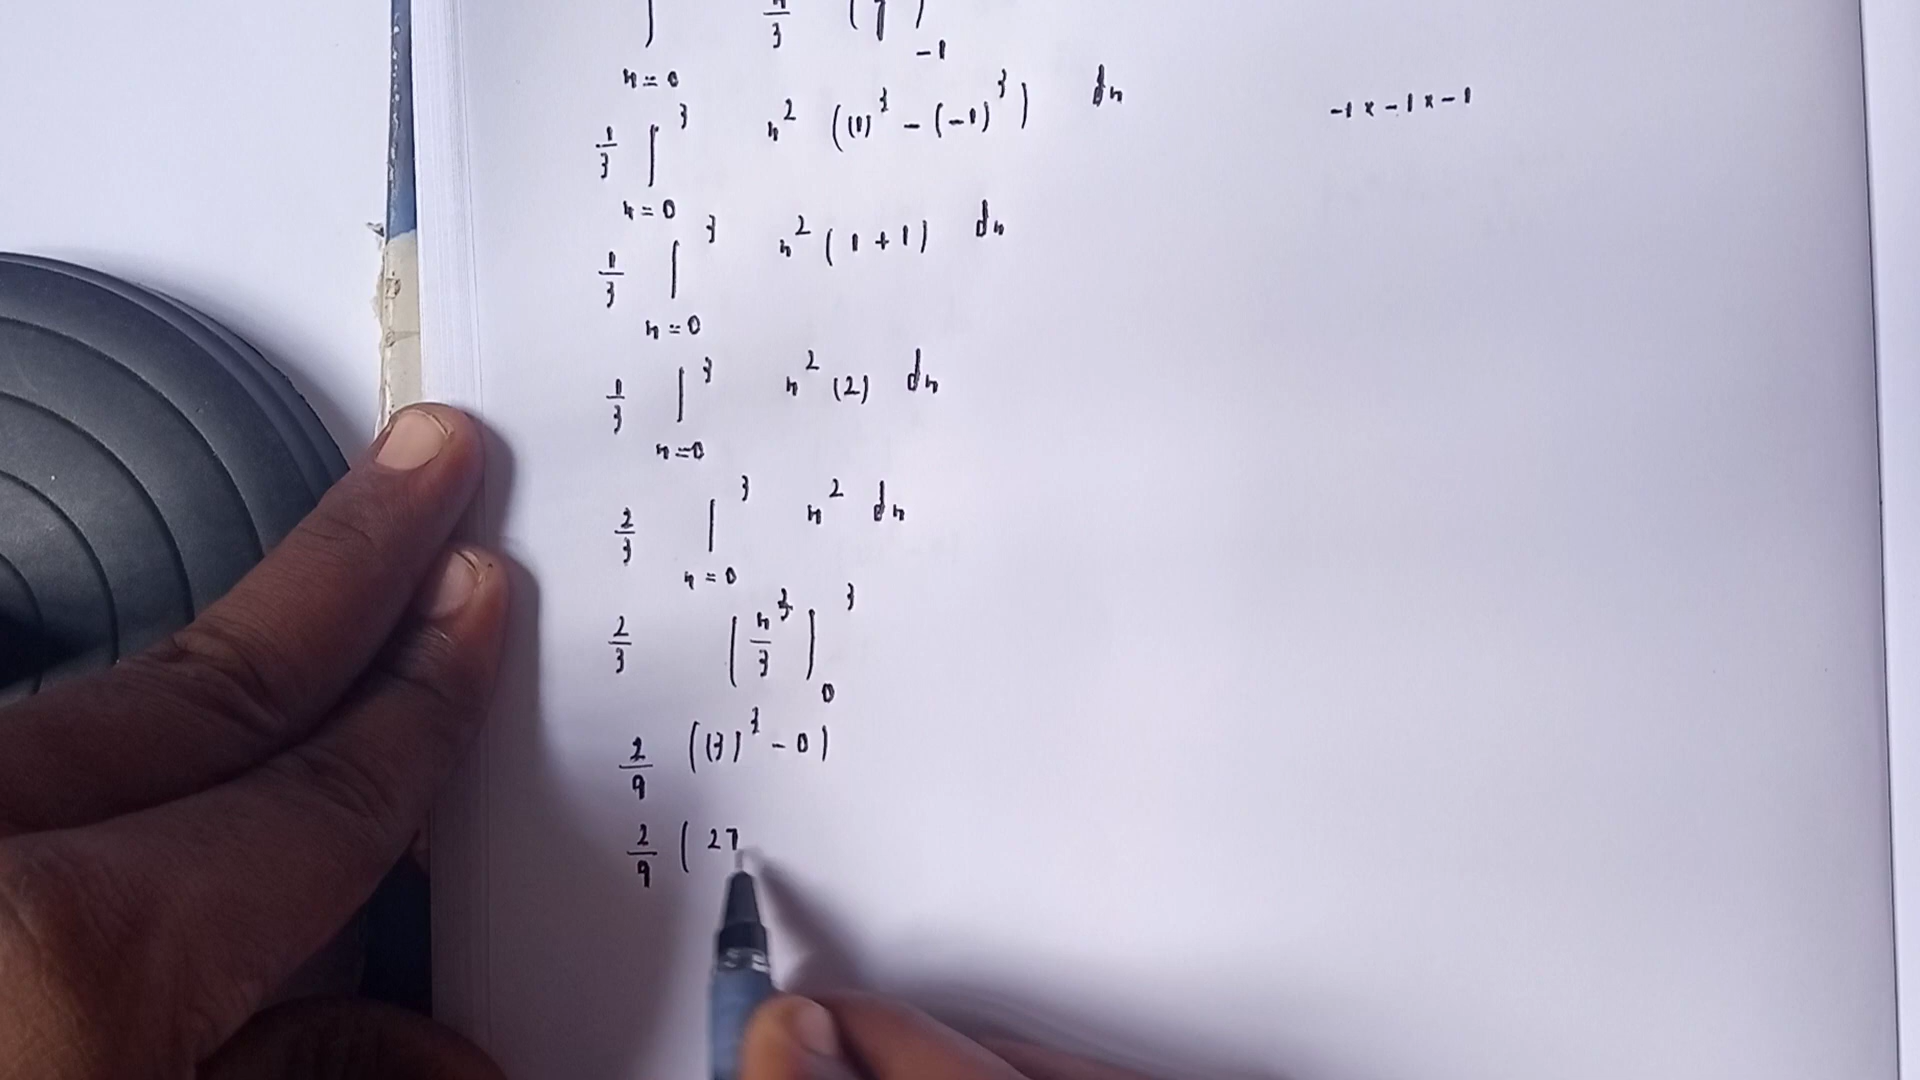 ∫ n/3 ( ) -1
n=0
1/3 ∫ n=0 ^3 n² ((1)³ - (-1)³) dn -1 x -1 x -1
1/3 ∫ n=0 ^3 n² (1+1) dn
1/3 ∫ n=0 ^3 n² (2) dn
2/3 ∫ n=0 ^3 n² dn
2/3 [n³/3] 0 ^3
2/9 ((3)³ - 0)
2/9 ( 27